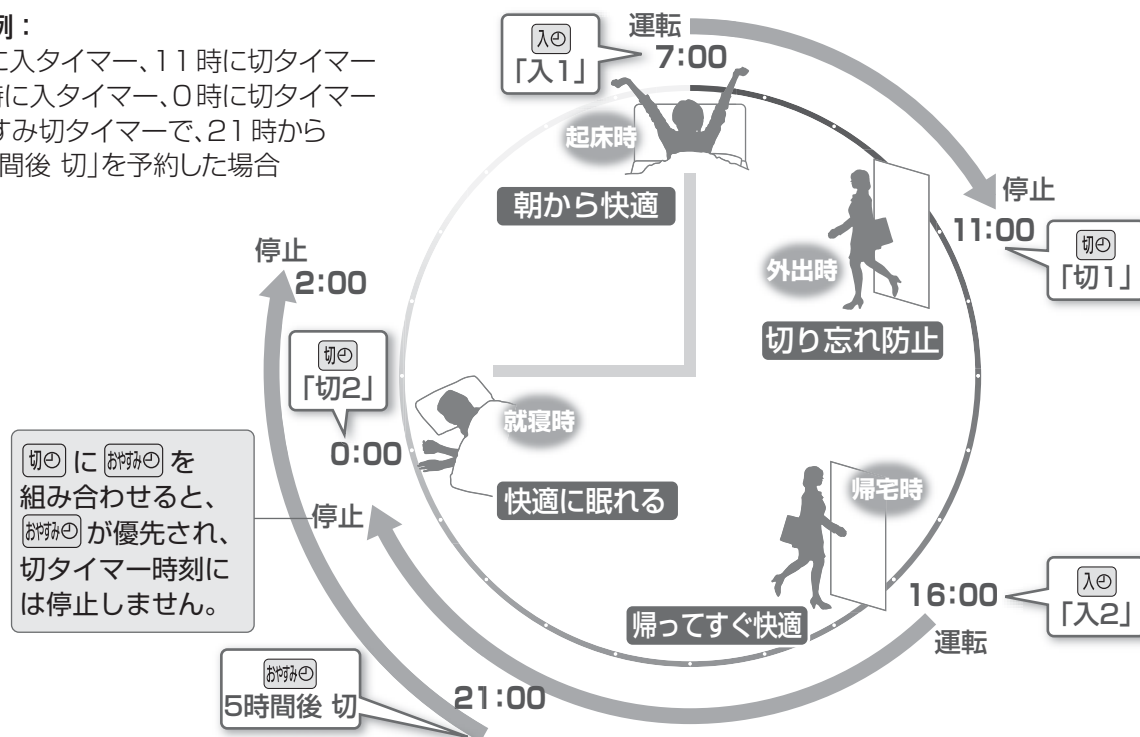 例：
に入タイマー、11時に切タイマー
時に入タイマー、0時に切タイマー
すみ切タイマーで、21時から
間後 切」を予約した場合
入
「入1」
運転
7:00
起床時
朝から快適
停止
11:00
切
「切1」
外出時
切り忘れ防止
停止
2:00
切
「切2」
0:00
就寝時
快適に眠れる
切 に おやすみ を
組み合わせると、
おやすみ が優先され、
切タイマー時刻に
は停止しません。
停止
帰宅時
帰ってすぐ快適
16:00
運転
入
「入2」
おやすみ
5時間後 切
21:00